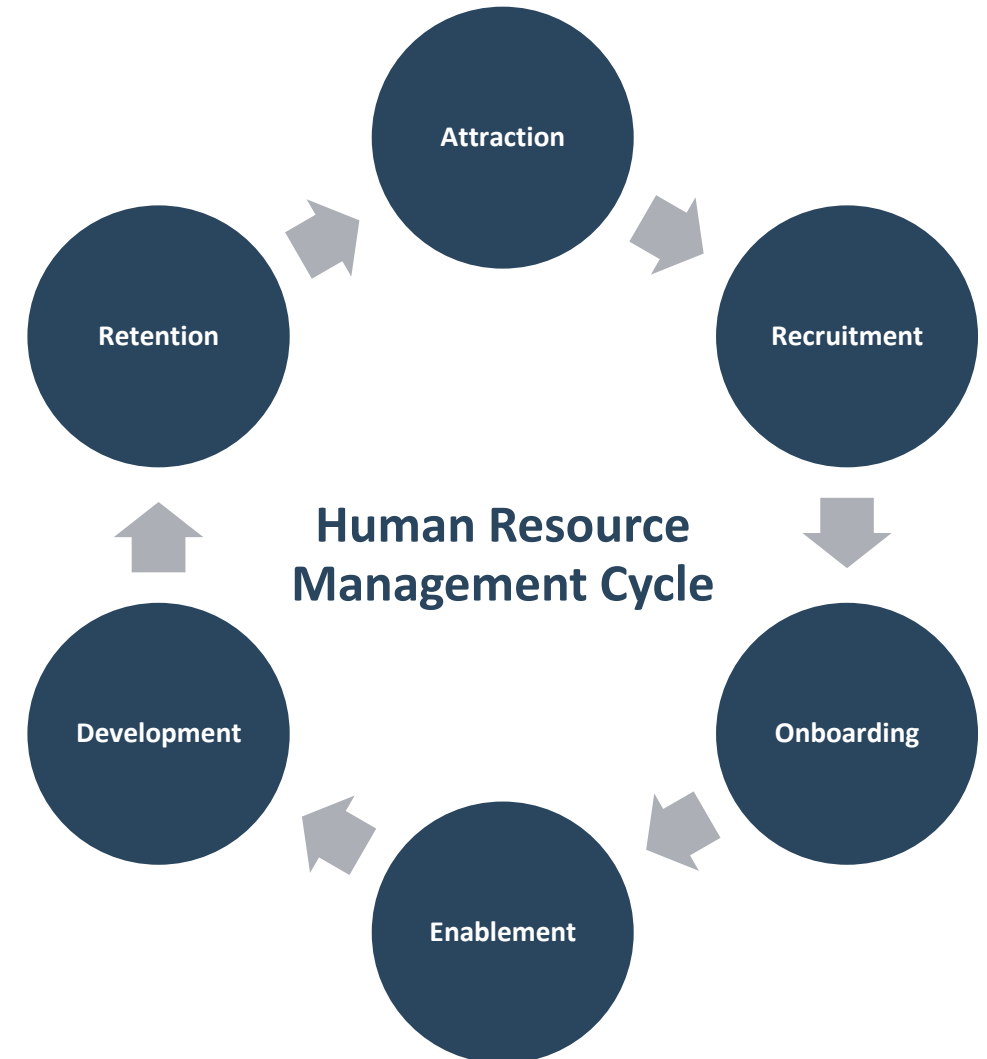 Attraction
Recruitment
Onboarding
Enablement
Development
Retention
Human Resource
Management Cycle